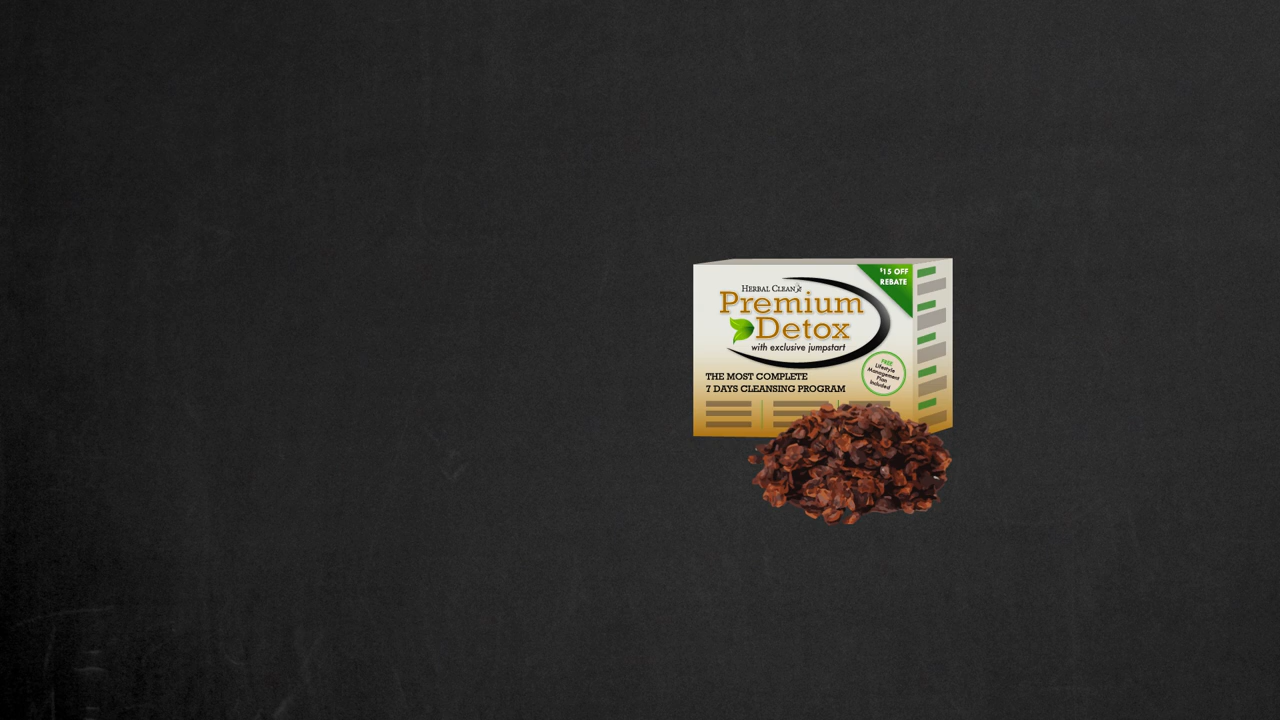 $15 OFF
REBATE
HERBAL CLEAN
Premium
Detox
with exclusive jumpstart
FREE
Lifestyle
Management
Plan
Included
THE MOST COMPLETE
7 DAYS CLEANSING PROGRAM